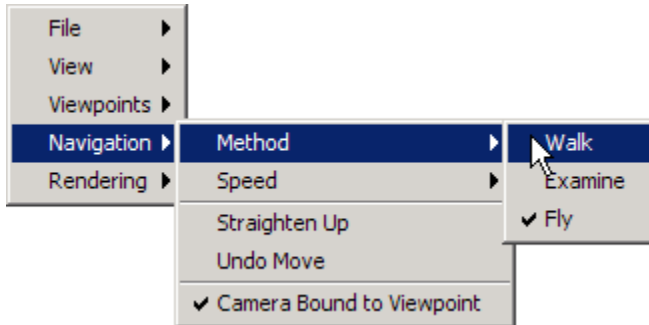 File
View
Viewpoints
Navigation
Rendering
Method
Speed
Straighten Up
Undo Move
Camera Bound to Viewpoint
Walk
Examine
Fly